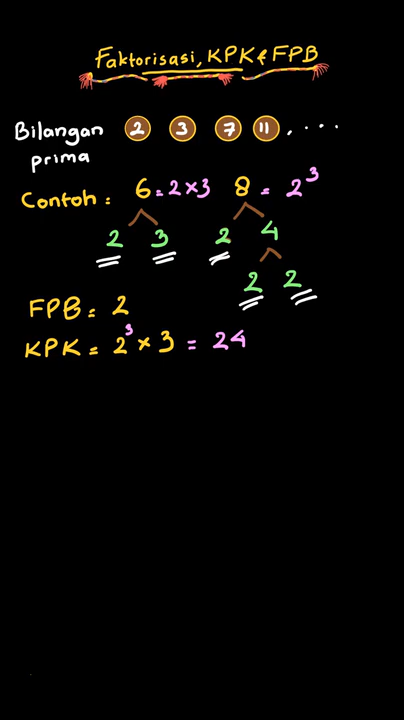 Faktorisasi, KPK & FPB
Bilangan prima 2 3 7 11 , ....
Contoh : 6 = 2 x 3 8 = 2³
2 3 2 4
2 2
FPB = 2
KPK = 2³ x 3 = 24